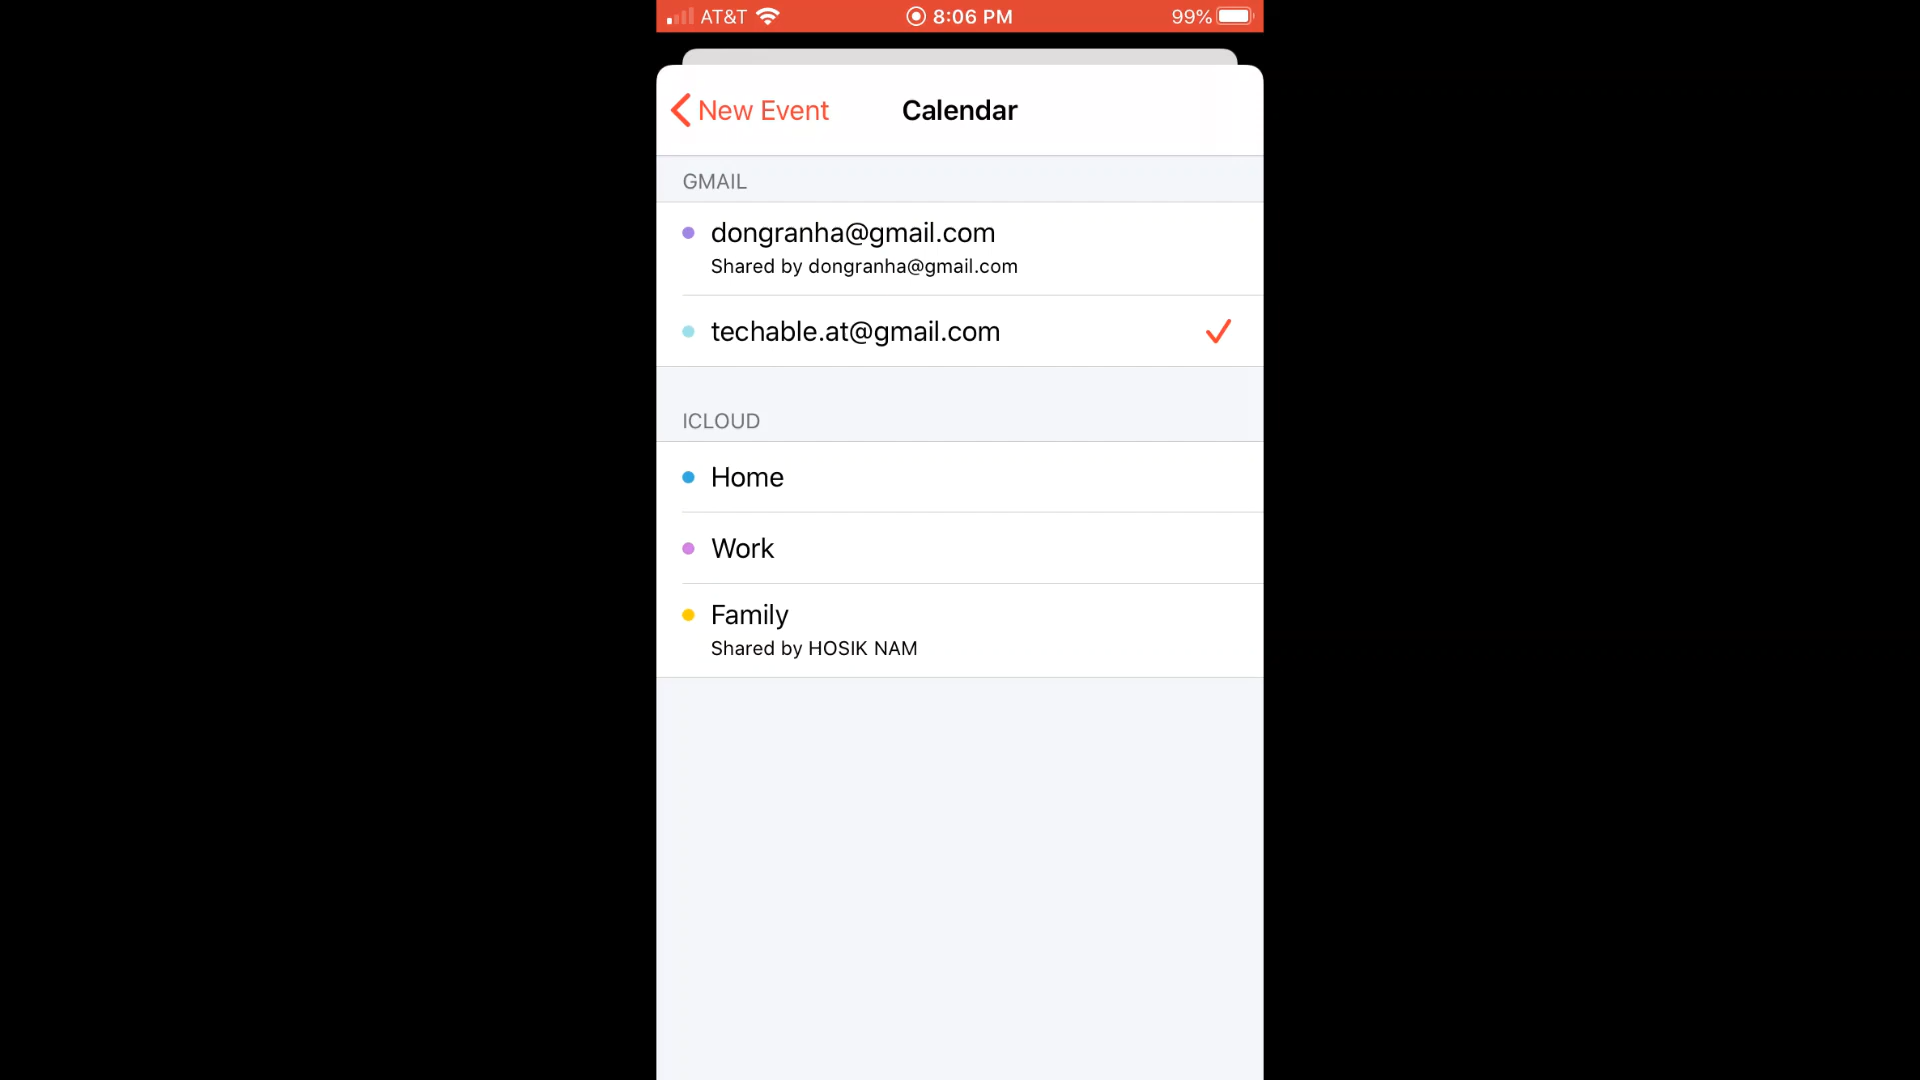 AT&T 8:06 PM 99%
New Event Calendar
GMAIL
dongranha@gmail.com
Shared by dongranha@gmail.com
techable.at@gmail.com
ICLOUD
Home
Work
Family
Shared by HOSIK NAM